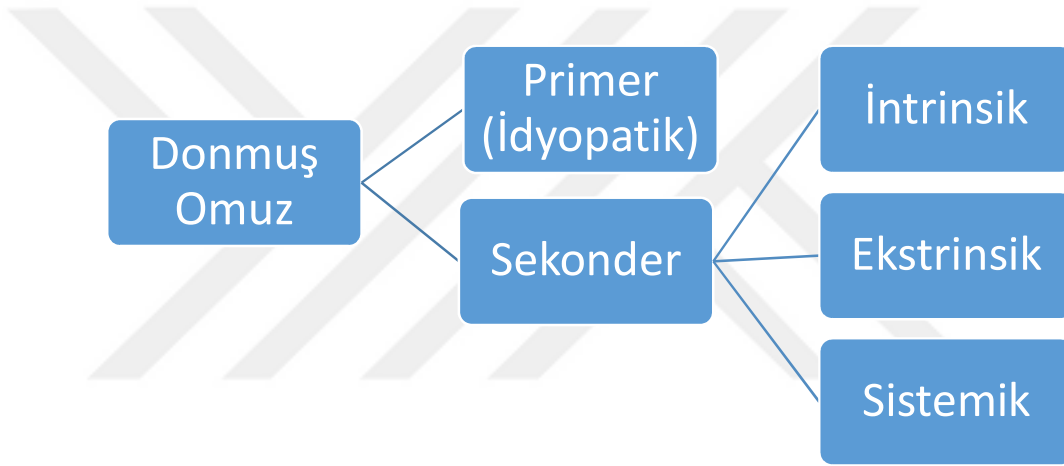 Donmuş
Omuz
Primer
(İdyopatik)
Sekonder
İntrinsik
Ekstrinsik
Sistemik